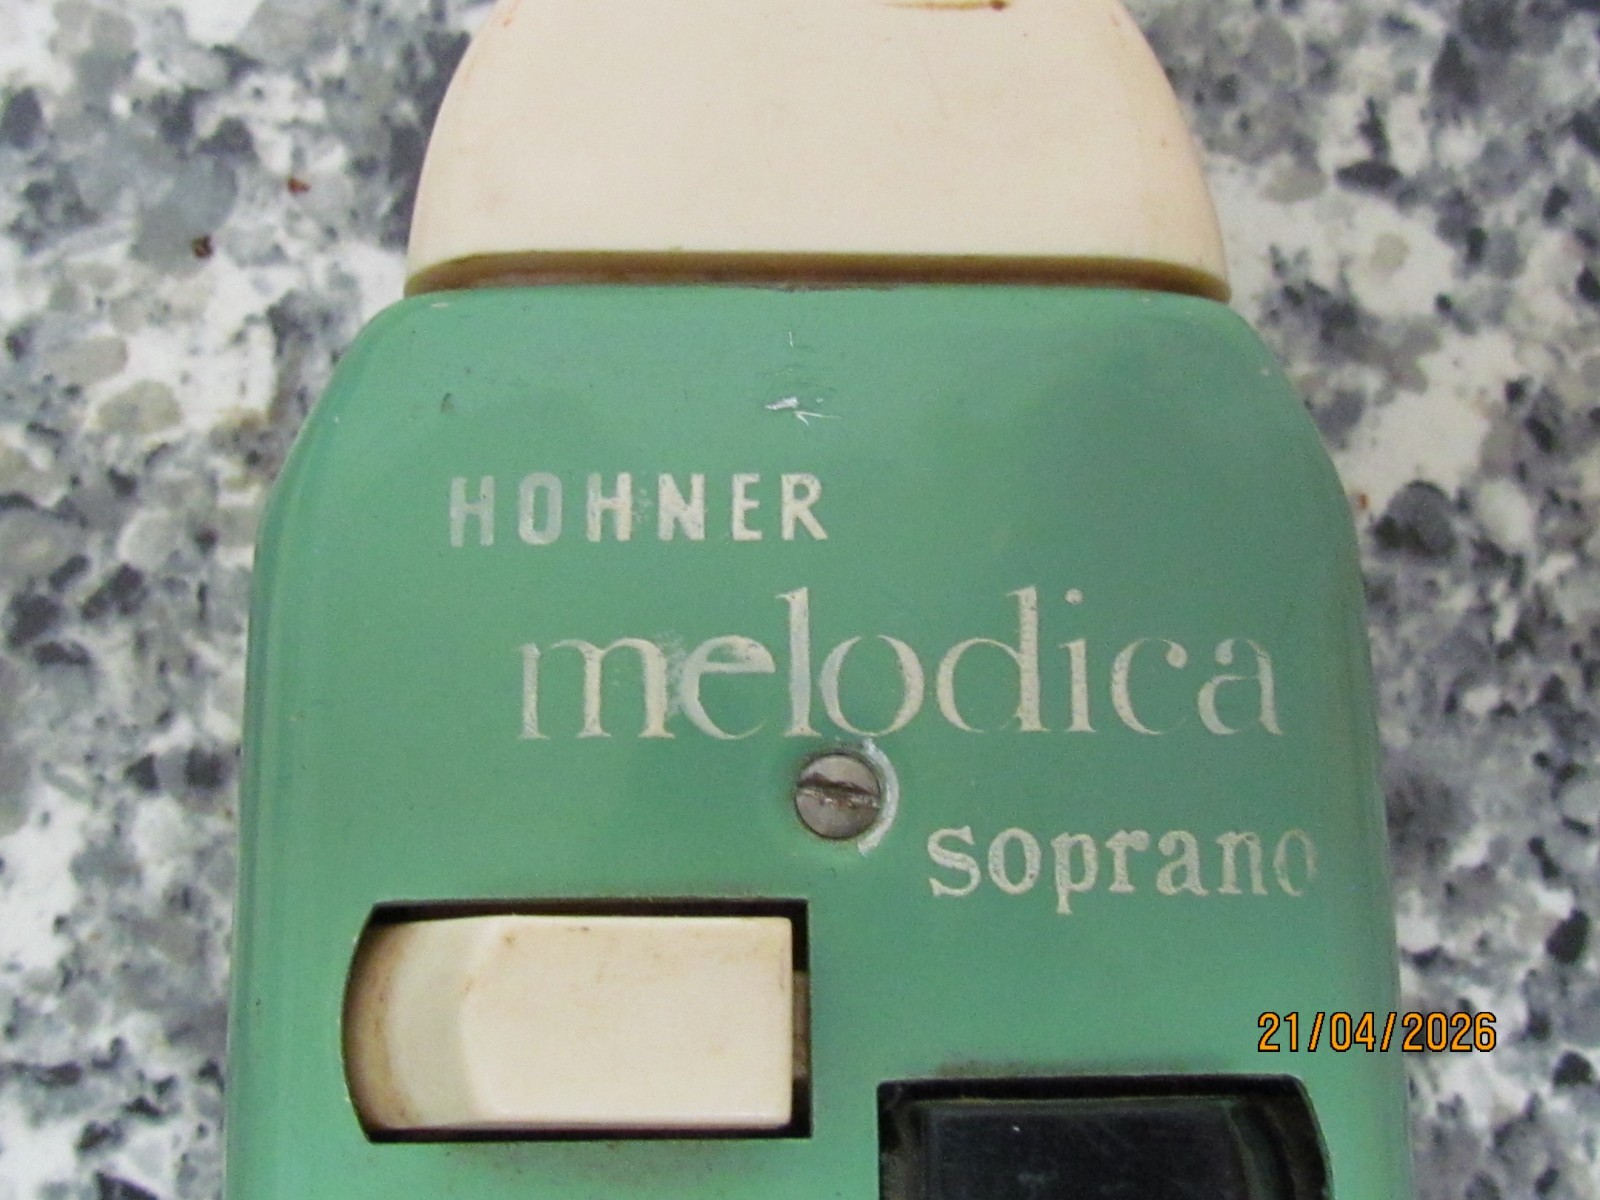 HOHNER
melodica
soprano
21/04/2026